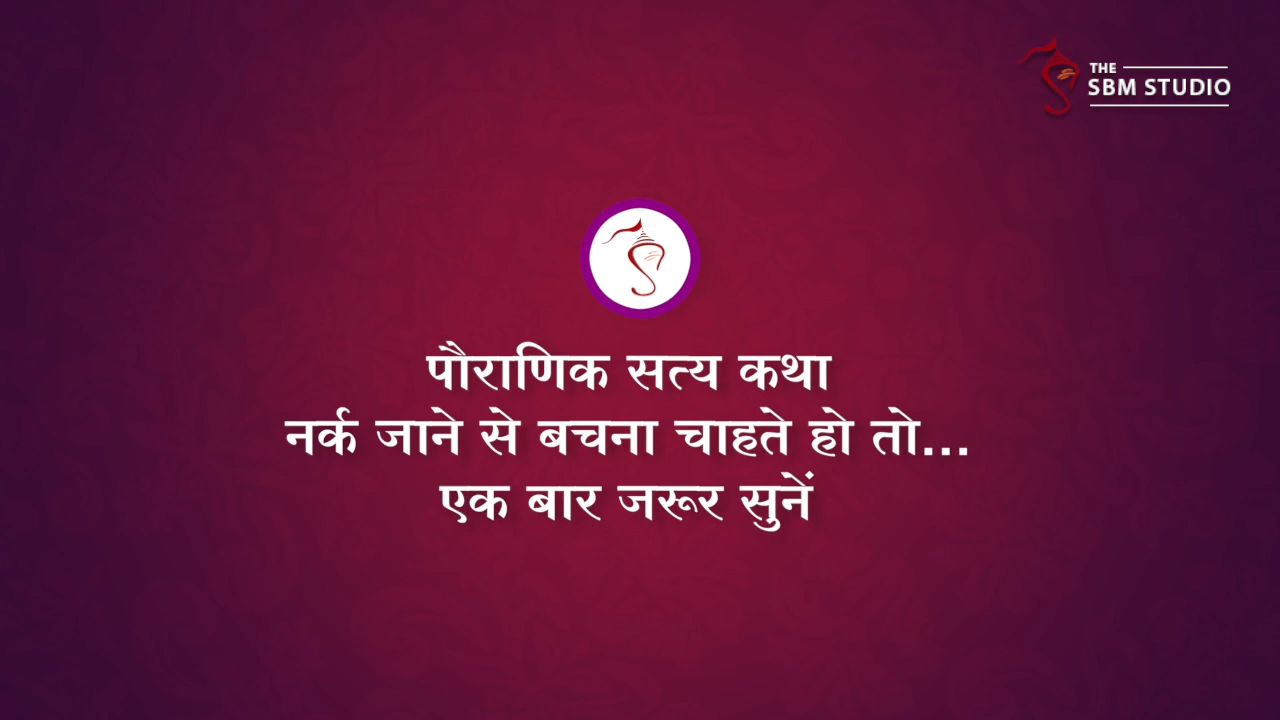 THE
SBM STUDIO
पौराणिक सत्य कथा
नर्क जाने से बचना चाहते हो तो...
एक बार जरूर सुनें